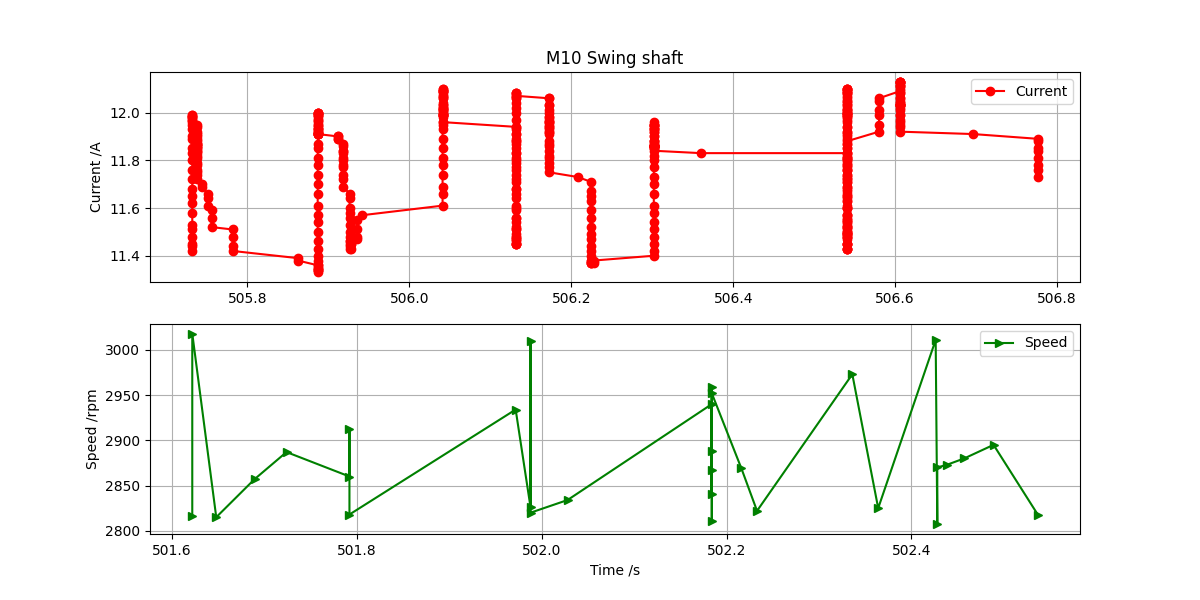 M10 Swing shaft
Current /A
12.0
11.8
11.6
11.4
Current
505.8 506.0 506.2 506.4 506.6 506.8
Speed /rpm
3000
2950
2900
2850
2800
Speed
501.6 501.8 502.0 502.2 502.4
Time /s